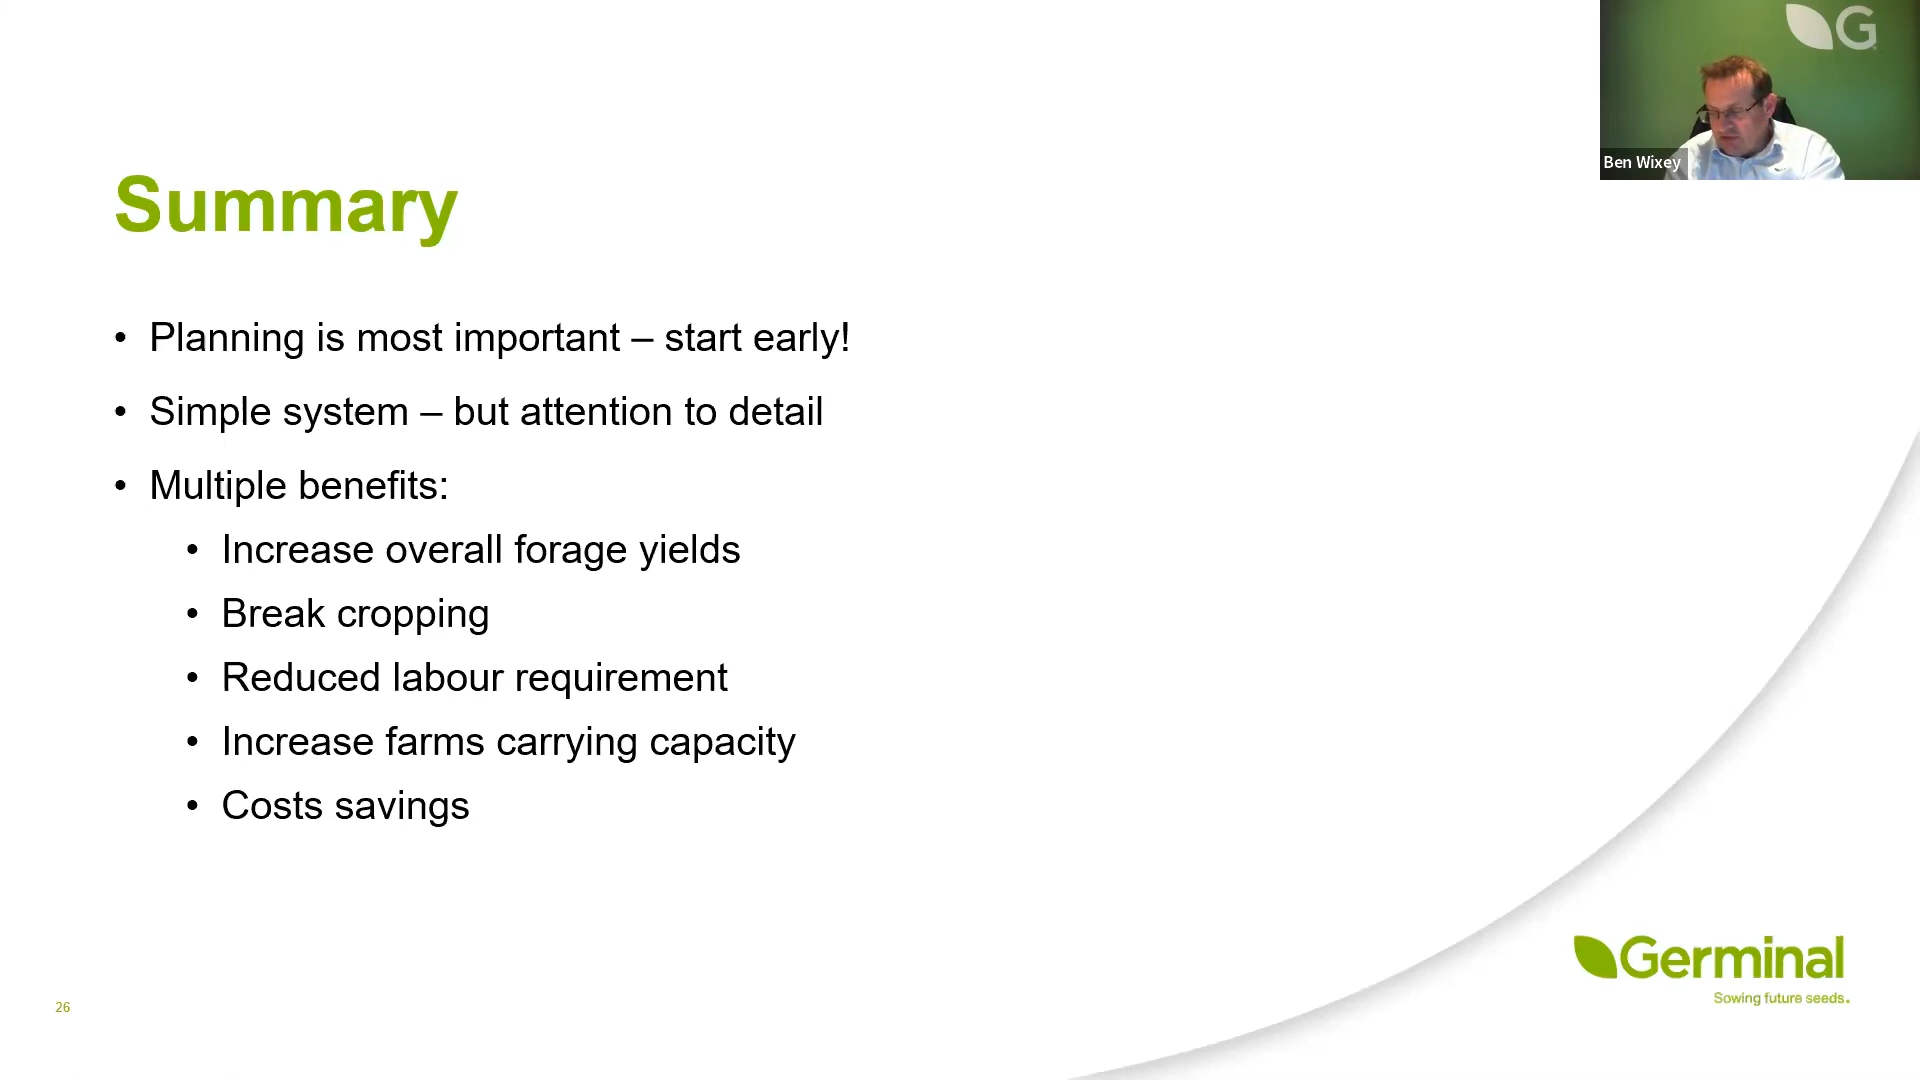 G
Ben Wixey
Summary
• Planning is most important – start early!
• Simple system – but attention to detail
• Multiple benefits:
• Increase overall forage yields
• Break cropping
• Reduced labour requirement
• Increase farms carrying capacity
• Costs savings
Germinal
Sowing future seeds.
26